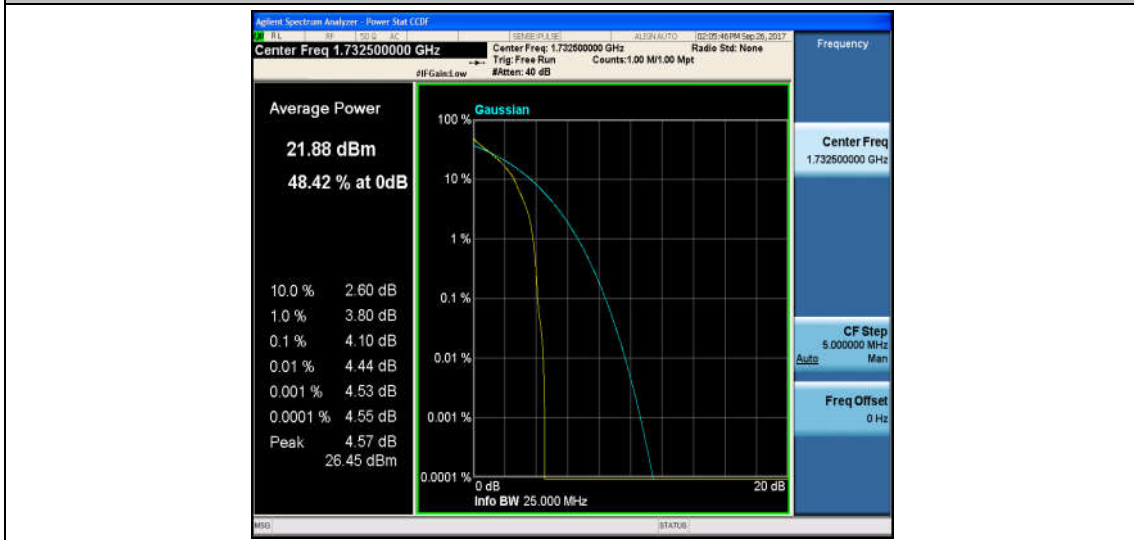 Agilent Spectrum Analyzer - Power Stat CCDF
RL RF 50 Ω AC SENSE:PULSE ALIGN AUTO 02:05:46 PM Sep 26, 2017
Center Freq 1.732500000 GHz Center Freq: 1.732500000 GHz Radio Std: None
Trig: Free Run Counts:1.00 M/1.00 Mpt
#IFGain:Low #Atten: 40 dB
Frequency
Average Power
21.88 dBm
48.42 % at 0dB
10.0 % 2.60 dB
1.0 % 3.80 dB
0.1 % 4.10 dB
0.01 % 4.44 dB
0.001 % 4.53 dB
0.0001 % 4.55 dB
Peak 4.57 dB
26.45 dBm
Gaussian
100 %
10 %
1 %
0.1 %
0.01 %
0.001 %
0.0001 %
0 dB 20 dB
Info BW 25.000 MHz
Center Freq
1.732500000 GHz
CF Step
5.000000 MHz
Auto Man
Freq Offset
0 Hz
MSG STATUS